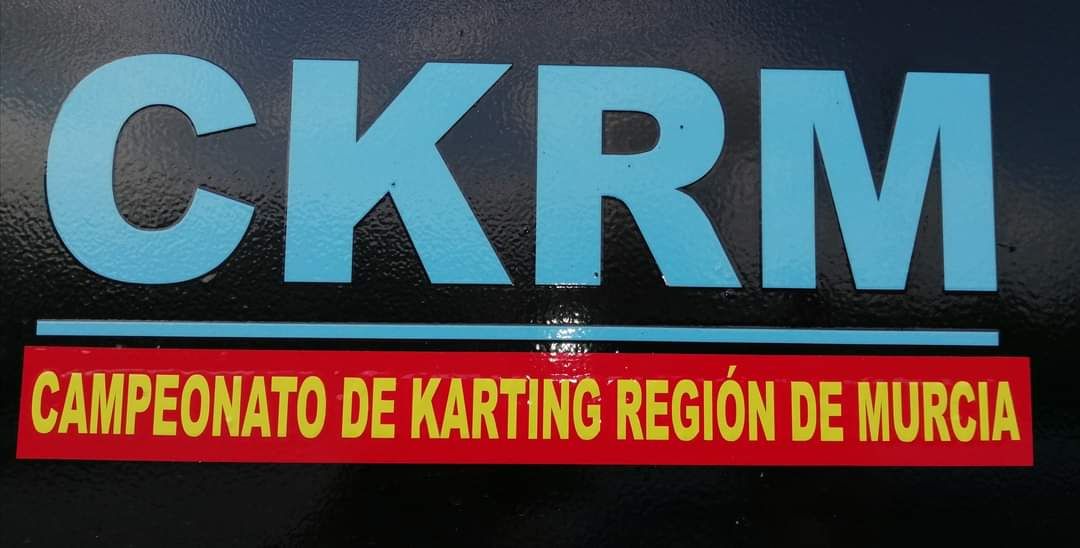 CKRM
CAMPEONATO DE KARTING REGIÓN DE MURCIA